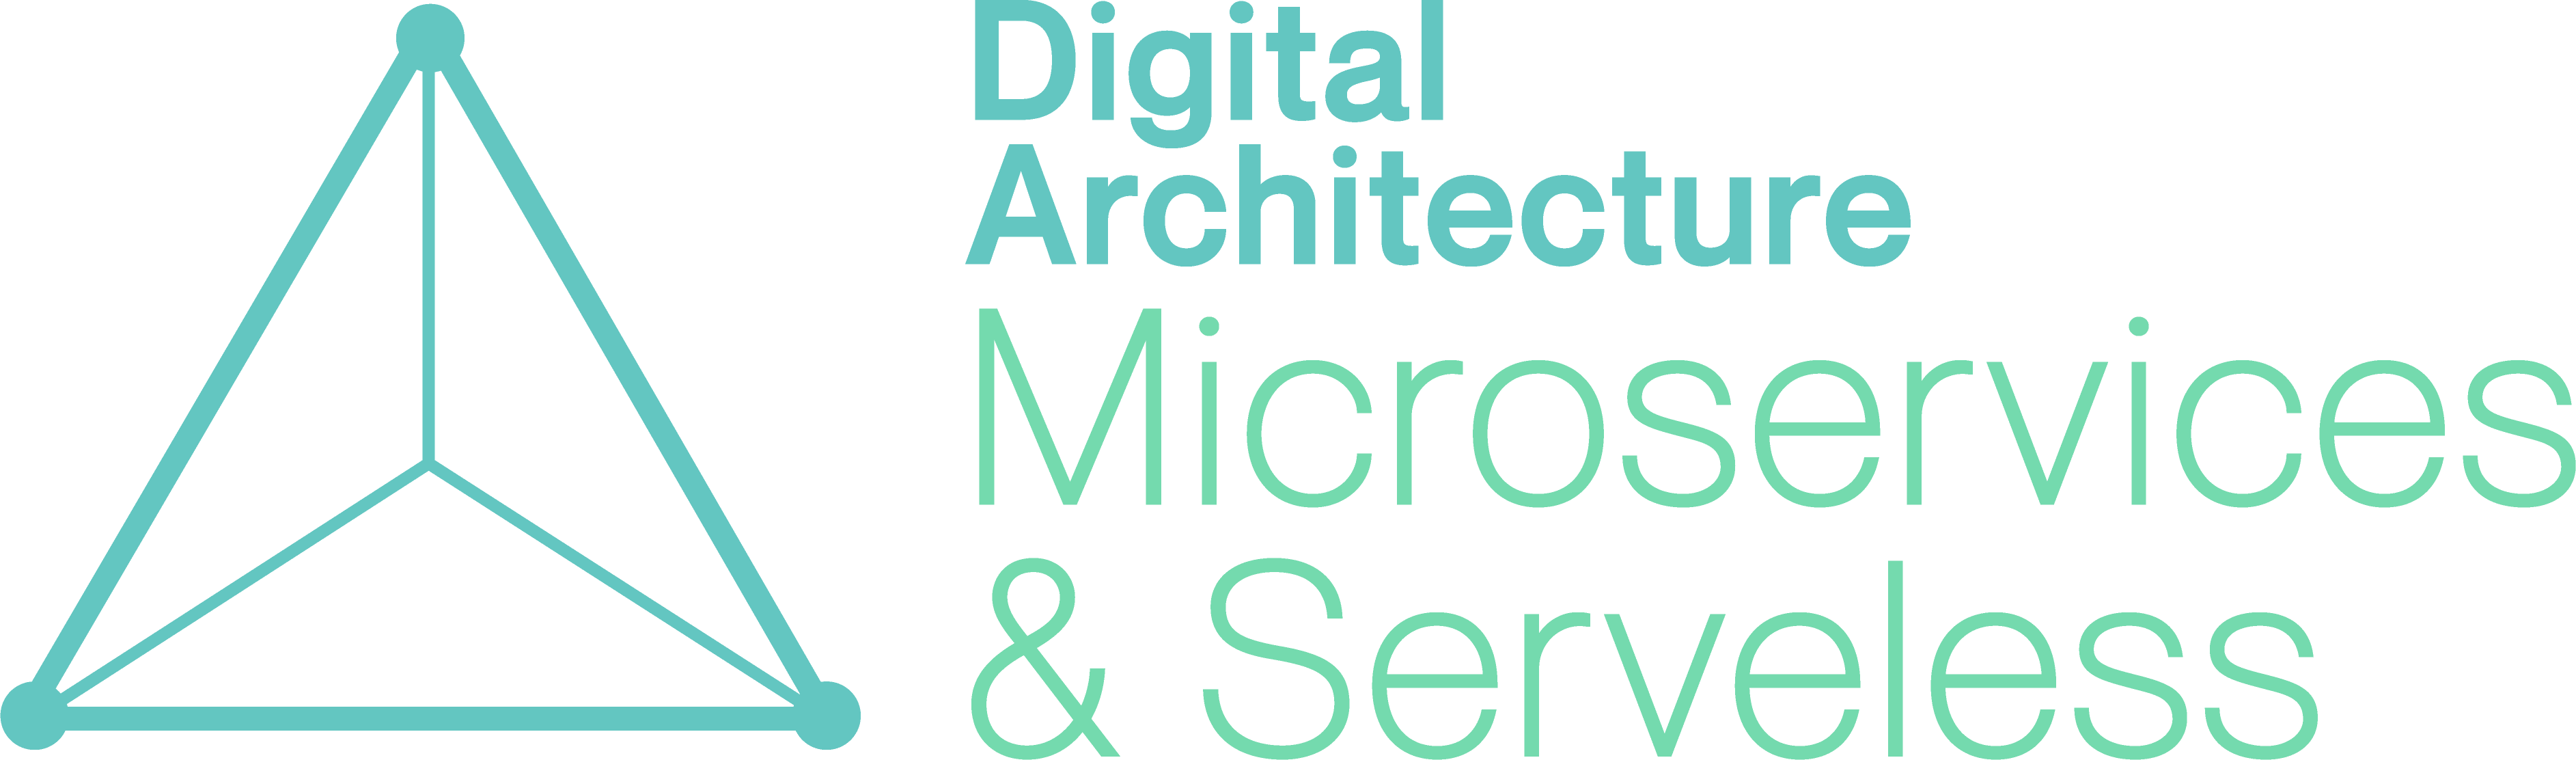 Digital
Architecture
Microservices
& Serveless